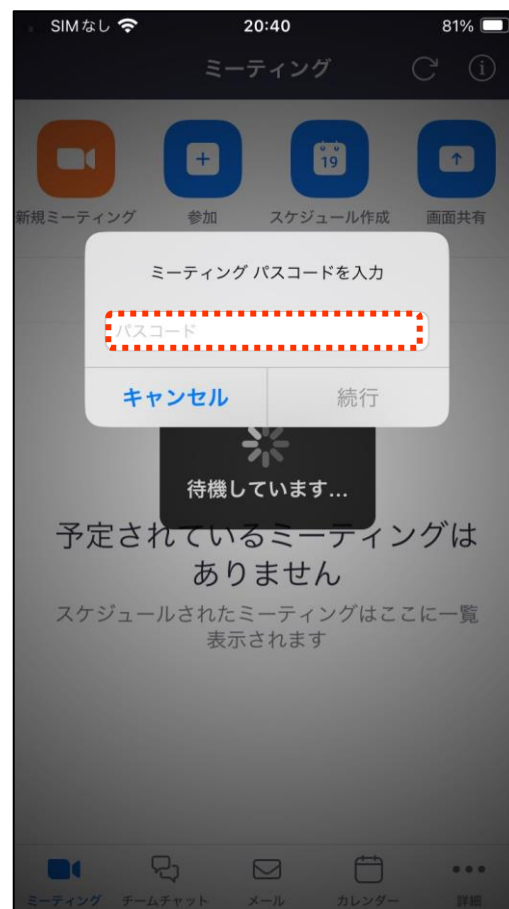 SIMなし 20:40 81%
ミーティング
19
新規ミーティング 参加 スケジュール作成 画面共有
ミーティング パスコードを入力
パスコード
キャンセル 続行
待機しています...
予定されているミーティングは
ありません
スケジュールされたミーティングはここに一覧
表示されます
ミーティング チームチャット メール カレンダー 詳細